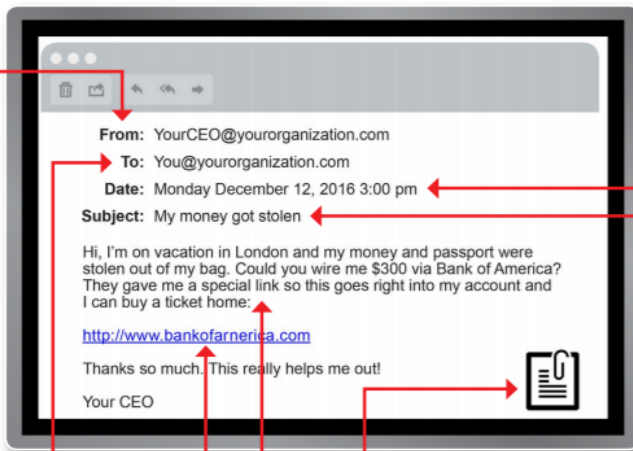 From: YourCEO@yourorganization.com
To: You@yourorganization.com
Date: Monday December 12, 2016 3:00 pm
Subject: My money got stolen
Hi, I'm on vacation in London and my money and passport were
stolen out of my bag. Could you wire me $300 via Bank of America?
They gave me a special link so this goes right into my account and
I can buy a ticket home:
http://www.bankofarnerica.com
Thanks so much. This really helps me out!
Your CEO